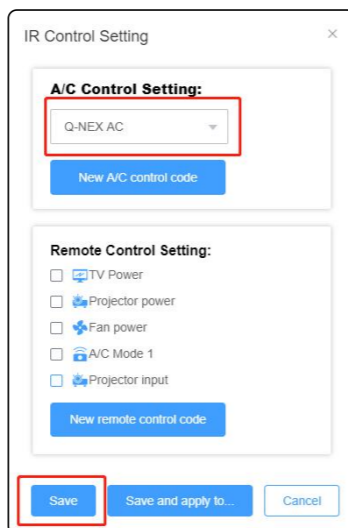 IR Control Setting
A/C Control Setting:
Q-NEX AC
New A/C control code
Remote Control Setting:
TV Power
Projector power
Fan power
A/C Mode 1
Projector input
New remote control code
Save
Save and apply to...
Cancel